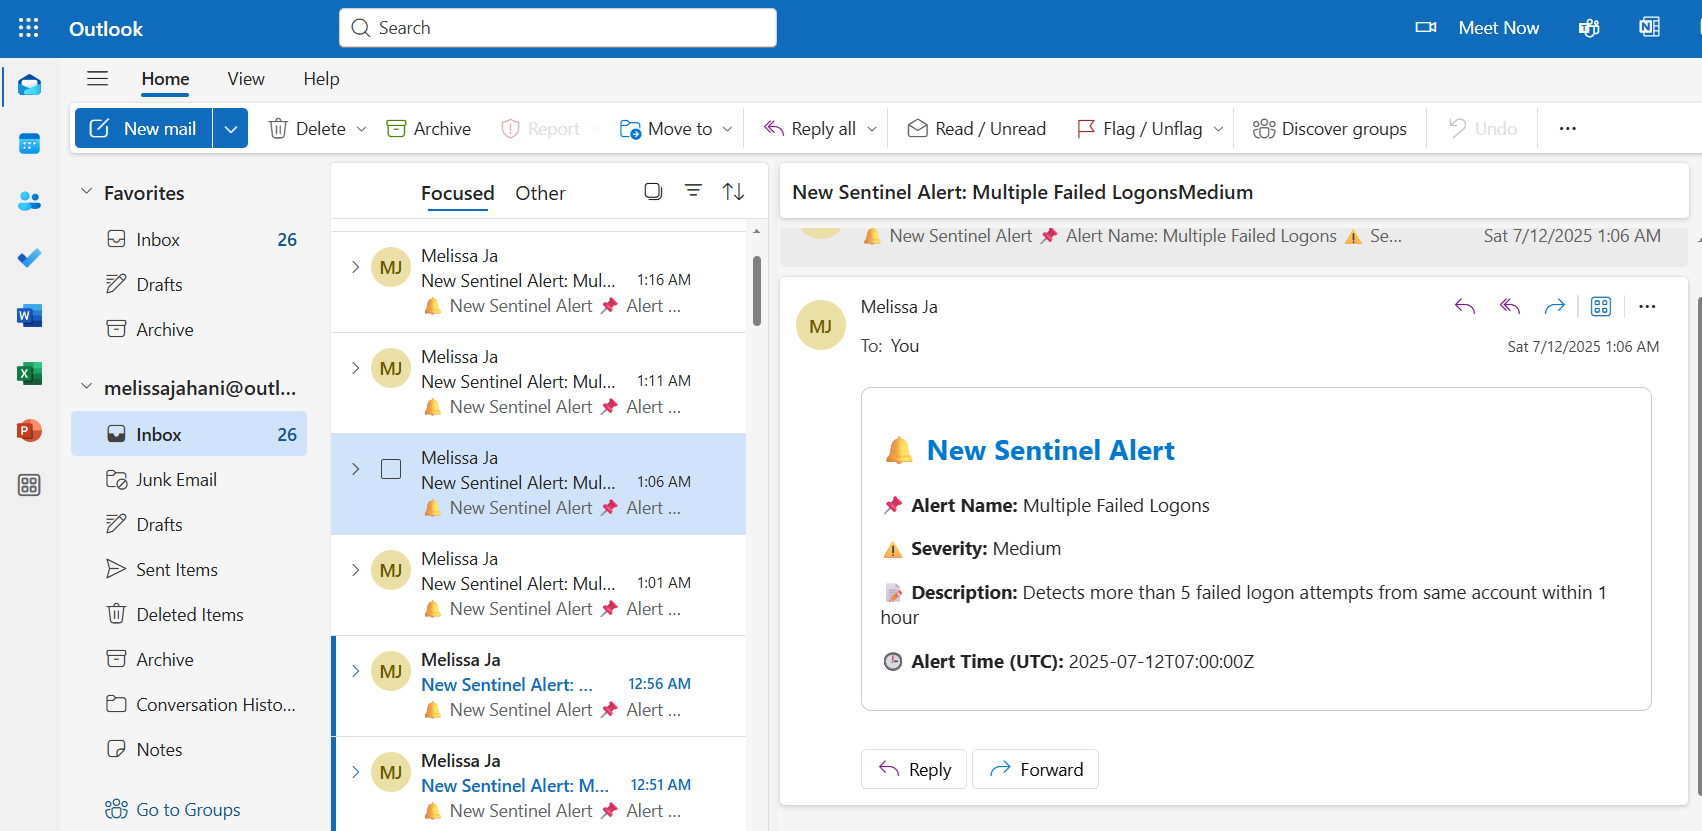 Outlook
Search
Meet Now
Home View Help
New mail Delete Archive Report Move to Reply all Read / Unread Flag / Unflag Discover groups Undo ...
Favorites
Inbox 26
Drafts
Archive
melissajahani@outl...
Inbox 26
Junk Email
Drafts
Sent Items
Deleted Items
Archive
Conversation Histo...
Notes
Go to Groups
Focused Other
MJ
Melissa Ja
New Sentinel Alert: Mul... 1:16 AM
🔔 New Sentinel Alert 📌 Alert ...
MJ
Melissa Ja
New Sentinel Alert: Mul... 1:11 AM
🔔 New Sentinel Alert 📌 Alert ...
Melissa Ja
New Sentinel Alert: Mul... 1:06 AM
🔔 New Sentinel Alert 📌 Alert ...
MJ
Melissa Ja
New Sentinel Alert: Mul... 1:01 AM
🔔 New Sentinel Alert 📌 Alert ...
MJ
Melissa Ja
New Sentinel Alert: ... 12:56 AM
🔔 New Sentinel Alert 📌 Alert ...
MJ
Melissa Ja
New Sentinel Alert: M... 12:51 AM
🔔 New Sentinel Alert 📌 Alert ...
New Sentinel Alert: Multiple Failed LogonsMedium
🔔 New Sentinel Alert 📌 Alert Name: Multiple Failed Logons ⚠️ Se... Sat 7/12/2025 1:06 AM
MJ
Melissa Ja
To: You
Sat 7/12/2025 1:06 AM
🔔 New Sentinel Alert
📌 Alert Name: Multiple Failed Logons
⚠️ Severity: Medium
📝 Description: Detects more than 5 failed logon attempts from same account within 1
hour
🕒 Alert Time (UTC): 2025-07-12T07:00:00Z
Reply Forward